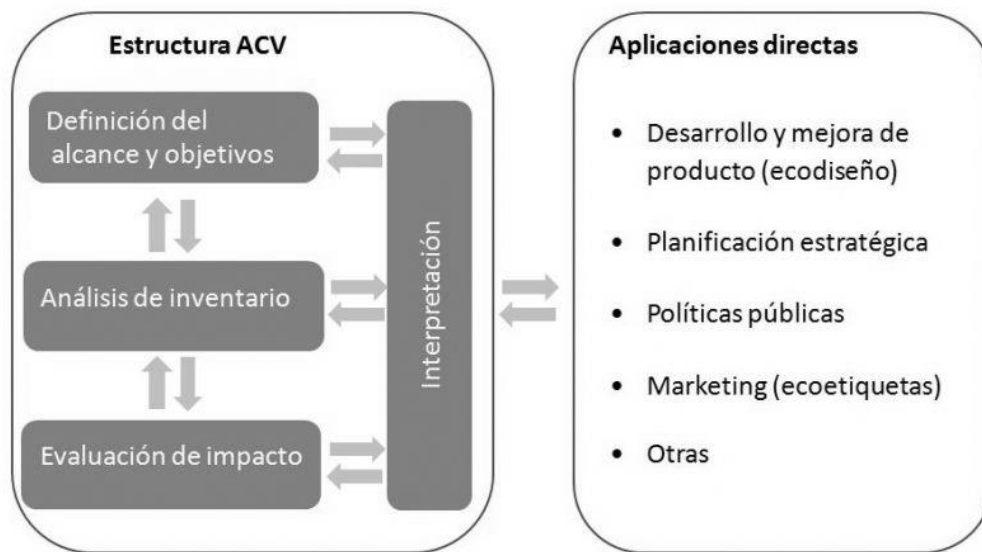 Estructura ACV
Definición del
alcance y objetivos
Análisis de inventario
Evaluación de impacto
Interpretación
Aplicaciones directas
• Desarrollo y mejora de
producto (ecodiseño)
• Planificación estratégica
• Políticas públicas
• Marketing (ecoetiquetas)
• Otras